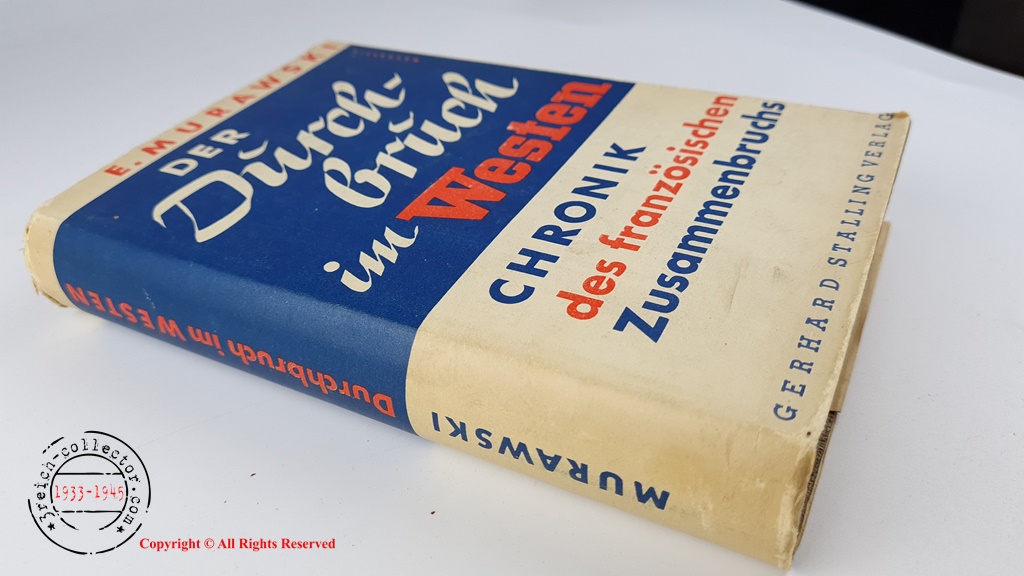 E. MURAWSKI
DER
Durch-
bruch
im Westen
CHRONIK
des französischen
Zusammenbruchs
GERHARD STALLING VERLAG
Durchbruch im WESTEN
MURAWSKI
3reich-collector.com
1933-1945
Copyright © All Rights Reserved